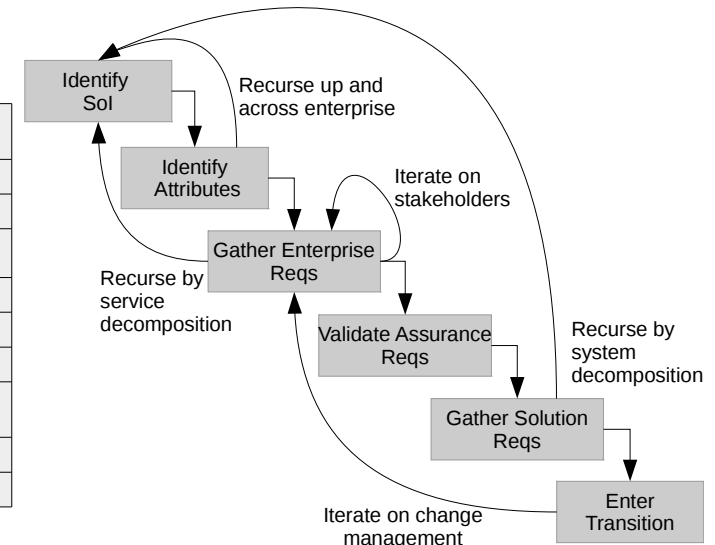 Identify
SoI
Recurse up and
across enterprise
Identify
Attributes
Iterate on
stakeholders
Gather Enterprise
Reqs
Recurse by
service
decomposition
Validate Assurance
Reqs
Recurse by
system
decomposition
Gather Solution
Reqs
Enter
Transition
Iterate on change
management